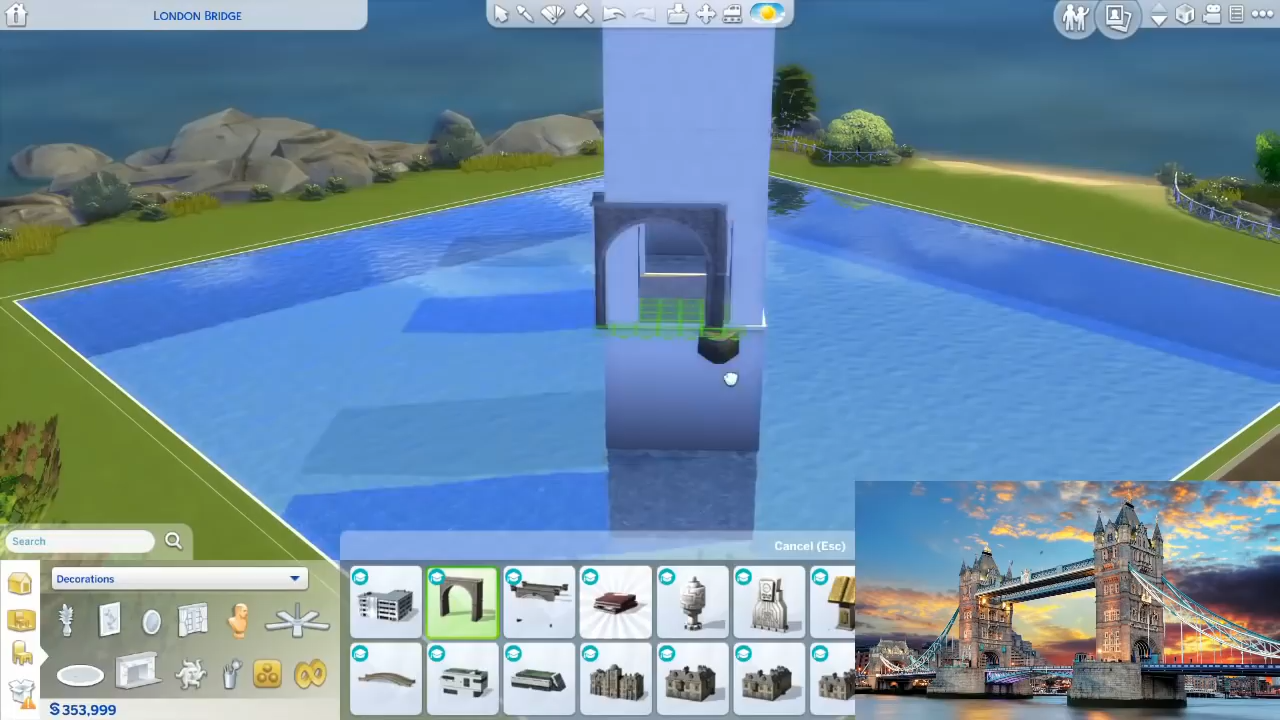 LONDON BRIDGE
Search
Cancel (Esc)
Decorations
§353,999